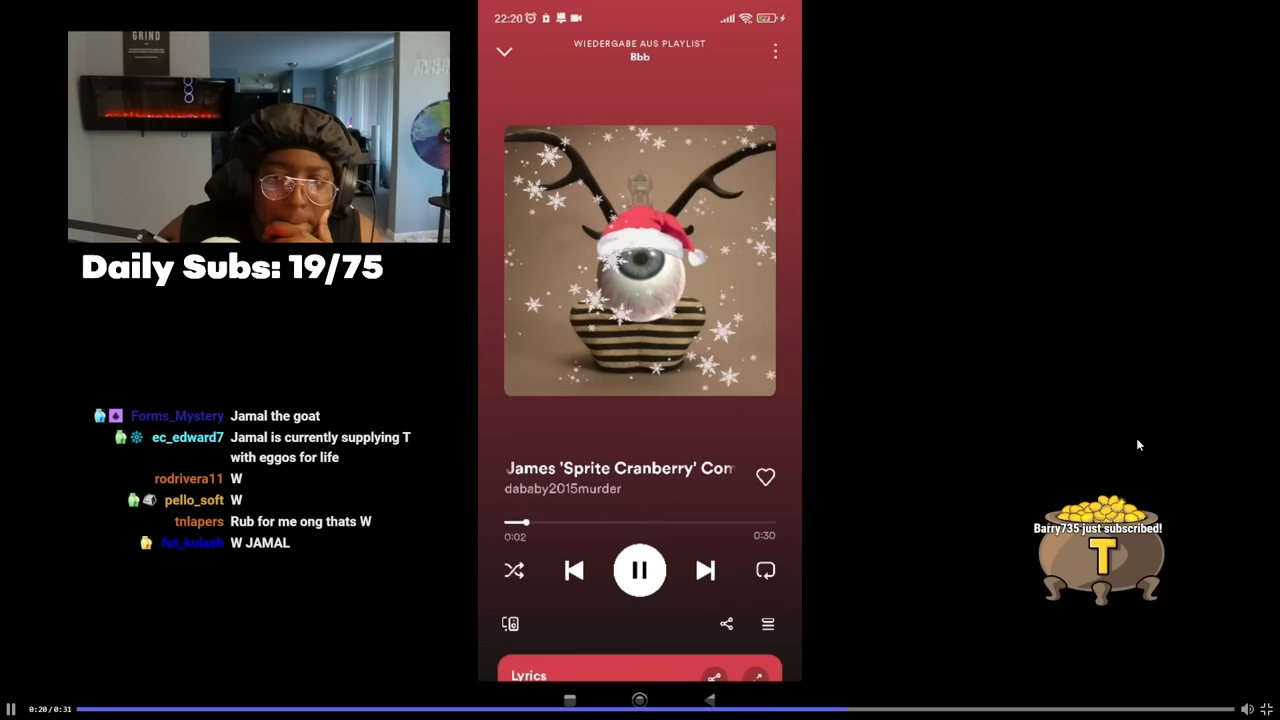 GRIND
Daily Subs: 19/75
Forms_Mystery Jamal the goat
ec_edward7 Jamal is currently supplying T
with eggos for life
rodrivera11 W
pello_soft W
tnlapers Rub for me ong thats W
fut_kulash W JAMAL
22:20
WIEDERGABE AUS PLAYLIST
Bbb
James 'Sprite Cranberry' Com
dababy2015murder
0:02
0:30
Lyrics
Barry735 just subscribed!
T
0:20/0:31